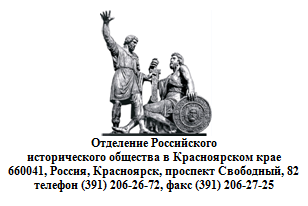 Отделение Российского
исторического общества в Красноярском крае
660041, Россия, Красноярск, проспект Свободный, 82
телефон (391) 206-26-72, факс (391) 206-27-25